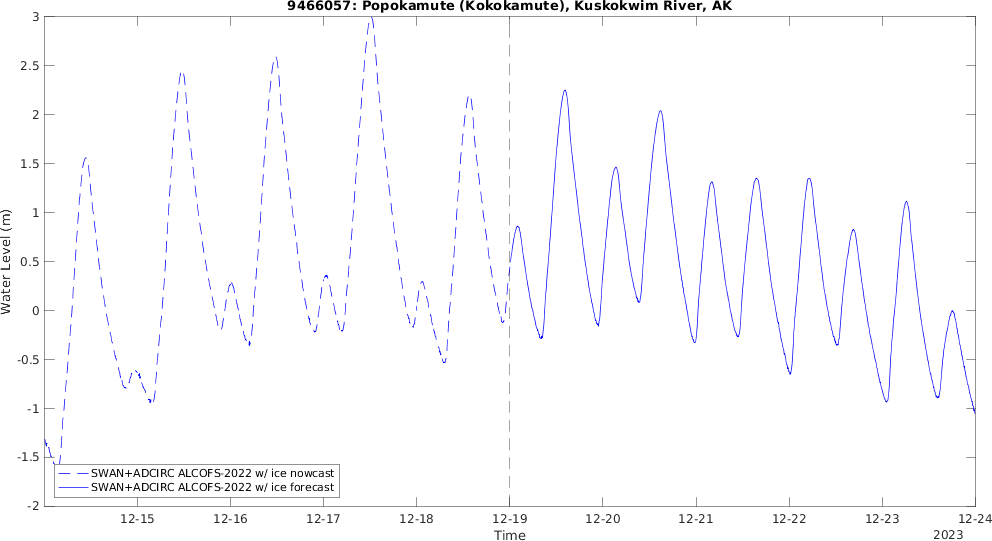 9466057: Popokamute (Kokokamute), Kuskokwim River, AK
3
2.5
2
1.5
1
0.5
0
-0.5
-1
-1.5
-2
Water Level (m)
SWAN+ADCIRC ALCOFS-2022 w/ ice nowcast
SWAN+ADCIRC ALCOFS-2022 w/ ice forecast
12-15 12-16 12-17 12-18 12-19 12-20 12-21 12-22 12-23 12-24
Time
2023